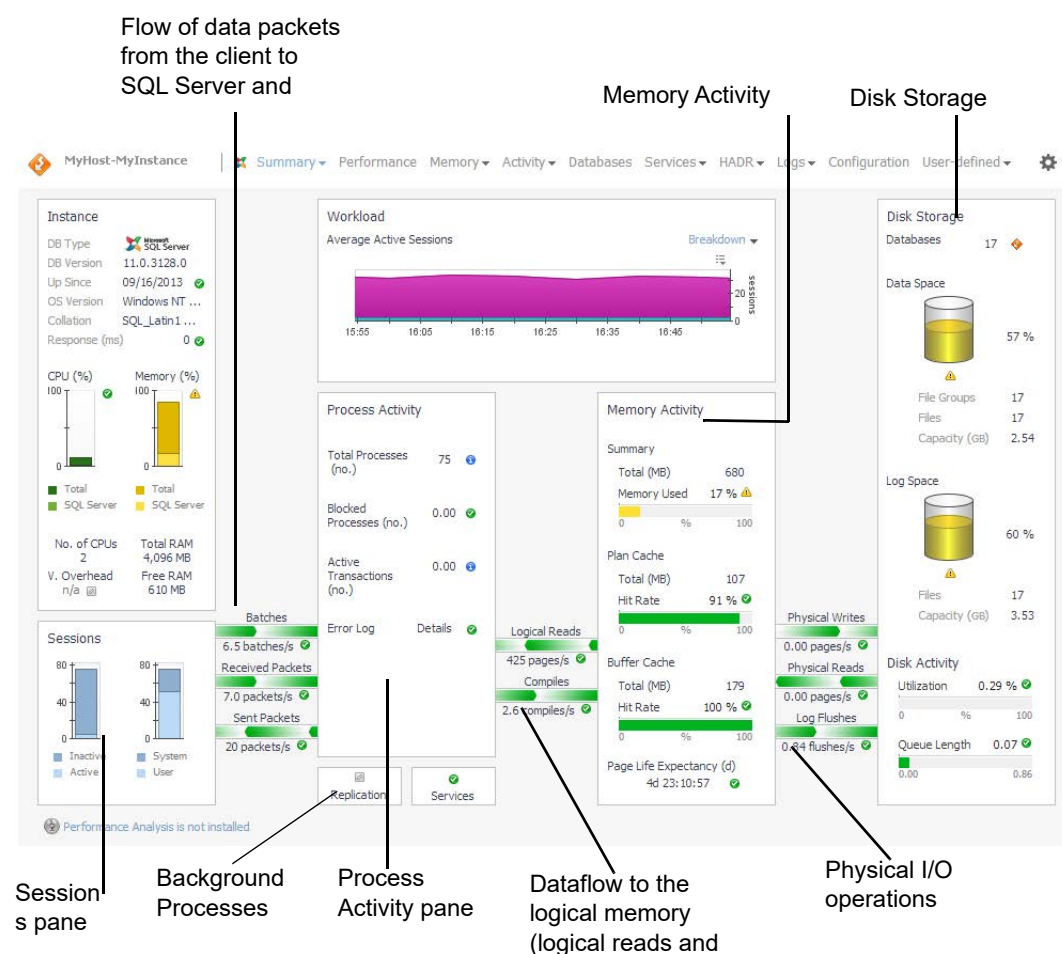 Flow of data packets
from the client to
SQL Server and
Memory Activity
Disk Storage
MyHost-MyInstance
Summary Performance Memory Activity Databases Services HADR Logs Configuration User-defined
Instance
DB Type Microsoft SQL Server
DB Version 11.0.3128.0
Up Since 09/16/2013
OS Version Windows NT ...
Collation SQL_Latin1 ...
Response (ms) 0
CPU (%) Memory (%)
100 100
0 0
Total Total
SQL Server SQL Server
No. of CPUs Total RAM
2 4,096 MB
V. Overhead Free RAM
n/a 610 MB
Sessions
80 80
40 40
0 0
Inactive System
Active User
Batches
6.5 batches/s
Received Packets
7.0 packets/s
Sent Packets
20 packets/s
Workload
Average Active Sessions Breakdown
sessions
20
0
15:55 16:05 16:15 16:25 16:35 16:45
Process Activity
Total Processes (no.) 75
Blocked Processes (no.) 0.00
Active Transactions (no.) 0.00
Error Log Details
Replication
Services
Logical Reads
425 pages/s
Compiles
2.6 compiles/s
Memory Activity
Summary
Total (MB) 680
Memory Used 17 %
0 % 100
Plan Cache
Total (MB) 107
Hit Rate 91 %
0 % 100
Buffer Cache
Total (MB) 179
Hit Rate 100 %
0 % 100
Page Life Expectancy (d)
4d 23:10:57
Physical Writes
0.00 pages/s
Physical Reads
0.00 pages/s
Log Flushes
0.84 flushes/s
Disk Storage
Databases 17
Data Space
57 %
File Groups 17
Files 17
Capacity (GB) 2.54
Log Space
60 %
Files 17
Capacity (GB) 3.53
Disk Activity
Utilization 0.29 %
0 % 100
Queue Length 0.07
0.00 0.86
Performance Analysis is not installed
Session
s pane
Background
Processes
Process
Activity pane
Dataflow to the
logical memory
(logical reads and
Physical I/O
operations